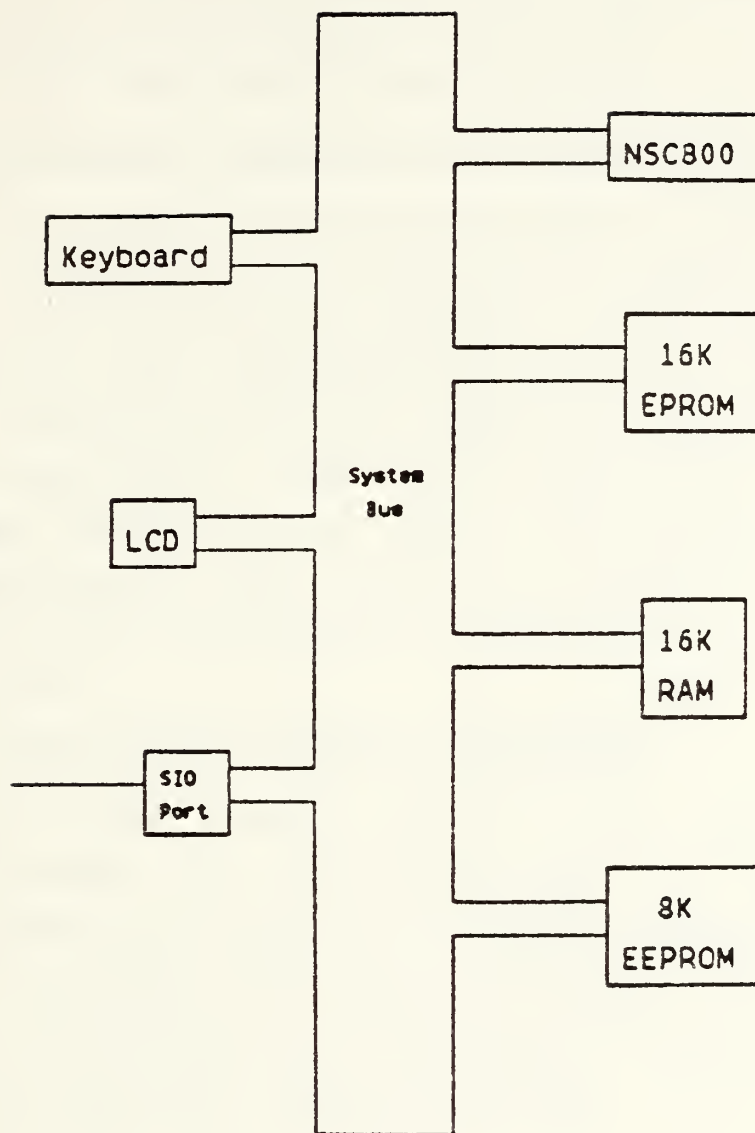 NSC800
Keyboard
16K
EPROM
System
Bus
LCD
16K
RAM
SIO
Port
8K
EEPROM